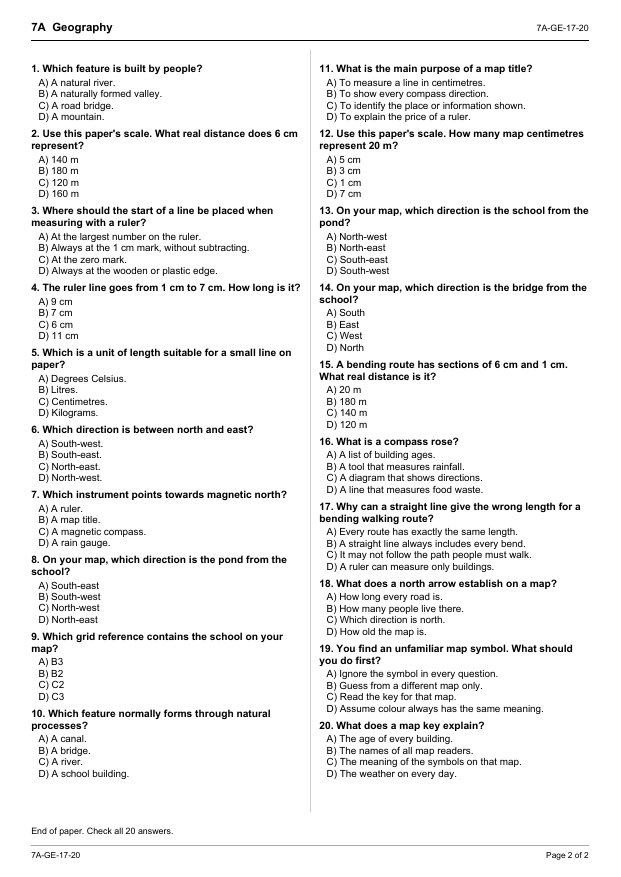 7A Geography
7A-GE-17-20
1. Which feature is built by people?
A) A natural river.
B) A naturally formed valley.
C) A road bridge.
D) A mountain.
2. Use this paper's scale. What real distance does 6 cm
represent?
A) 140 m
B) 180 m
C) 120 m
D) 160 m
3. Where should the start of a line be placed when
measuring with a ruler?
A) At the largest number on the ruler.
B) Always at the 1 cm mark, without subtracting.
C) At the zero mark.
D) Always at the wooden or plastic edge.
4. The ruler line goes from 1 cm to 7 cm. How long is it?
A) 9 cm
B) 7 cm
C) 6 cm
D) 11 cm
5. Which is a unit of length suitable for a small line on
paper?
A) Degrees Celsius.
B) Litres.
C) Centimetres.
D) Kilograms.
6. Which direction is between north and east?
A) South-west.
B) South-east.
C) North-east.
D) North-west.
7. Which instrument points towards magnetic north?
A) A ruler.
B) A map title.
C) A magnetic compass.
D) A rain gauge.
8. On your map, which direction is the pond from the
school?
A) South-east
B) South-west
C) North-west
D) North-east
9. Which grid reference contains the school on your
map?
A) B3
B) B2
C) C2
D) C3
10. Which feature normally forms through natural
processes?
A) A canal.
B) A bridge.
C) A river.
D) A school building.
11. What is the main purpose of a map title?
A) To measure a line in centimetres.
B) To show every compass direction.
C) To identify the place or information shown.
D) To explain the price of a ruler.
12. Use this paper's scale. How many map centimetres
represent 20 m?
A) 5 cm
B) 3 cm
C) 1 cm
D) 7 cm
13. On your map, which direction is the school from the
pond?
A) North-west
B) North-east
C) South-east
D) South-west
14. On your map, which direction is the bridge from the
school?
A) South
B) East
C) West
D) North
15. A bending route has sections of 6 cm and 1 cm.
What real distance is it?
A) 20 m
B) 180 m
C) 140 m
D) 120 m
16. What is a compass rose?
A) A list of building ages.
B) A tool that measures rainfall.
C) A diagram that shows directions.
D) A line that measures food waste.
17. Why can a straight line give the wrong length for a
bending walking route?
A) Every route has exactly the same length.
B) A straight line always includes every bend.
C) It may not follow the path people must walk.
D) A ruler can measure only buildings.
18. What does a north arrow establish on a map?
A) How long every road is.
B) How many people live there.
C) Which direction is north.
D) How old the map is.
19. You find an unfamiliar map symbol. What should
you do first?
A) Ignore the symbol in every question.
B) Guess from a different map only.
C) Read the key for that map.
D) Assume colour always has the same meaning.
20. What does a map key explain?
A) The age of every building.
B) The names of all map readers.
C) The meaning of the symbols on that map.
D) The weather on every day.
End of paper. Check all 20 answers.
7A-GE-17-20
Page 2 of 2